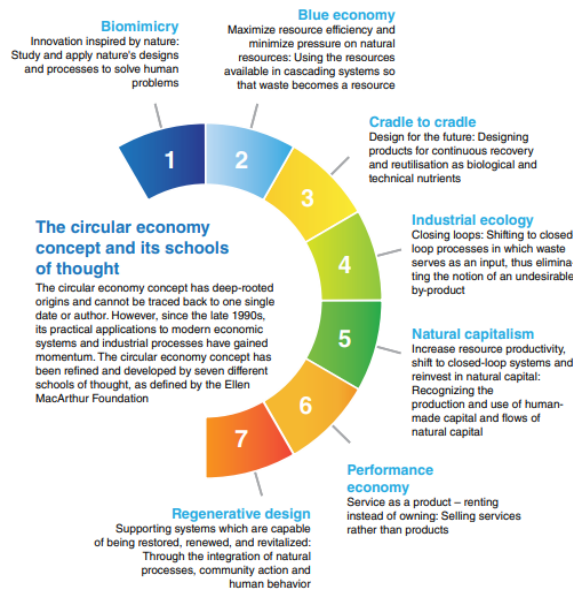 Biomimicry
Innovation inspired by nature:
Study and apply nature's designs
and processes to solve human
problems
Blue economy
Maximize resource efficiency and
minimize pressure on natural
resources: Using the resources
available in cascading systems so
that waste becomes a resource
Cradle to cradle
Design for the future: Designing
products for continuous recovery
and reutilisation as biological and
technical nutrients
Industrial ecology
Closing loops: Shifting to closed
loop processes in which waste
serves as an input, thus elimina-
ting the notion of an undesirable
by-product
Natural capitalism
Increase resource productivity,
shift to closed-loop systems and
reinvest in natural capital:
Recognizing the
production and use of human-
made capital and flows of
natural capital
Performance
economy
Service as a product – renting
instead of owning: Selling services
rather than products
Regenerative design
Supporting systems which are capable
of being restored, renewed, and revitalized:
Through the integration of natural
processes, community action and
human behavior
1
2
3
4
5
6
7
The circular economy
concept and its schools
of thought
The circular economy concept has deep-rooted
origins and cannot be traced back to one single
date or author. However, since the late 1990s,
its practical applications to modern economic
systems and industrial processes have gained
momentum. The circular economy concept has
been refined and developed by seven different
schools of thought, as defined by the Ellen
MacArthur Foundation